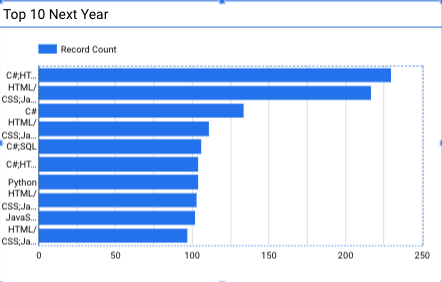 Top 10 Next Year
Record Count
C#;HT...
HTML/
CSS;Ja...
C#
HTML/
CSS;Ja...
C#;SQL
C#;HT...
Python
HTML/
CSS;Ja...
JavaS...
HTML/
CSS;Ja...
0 50 100 150 200 250